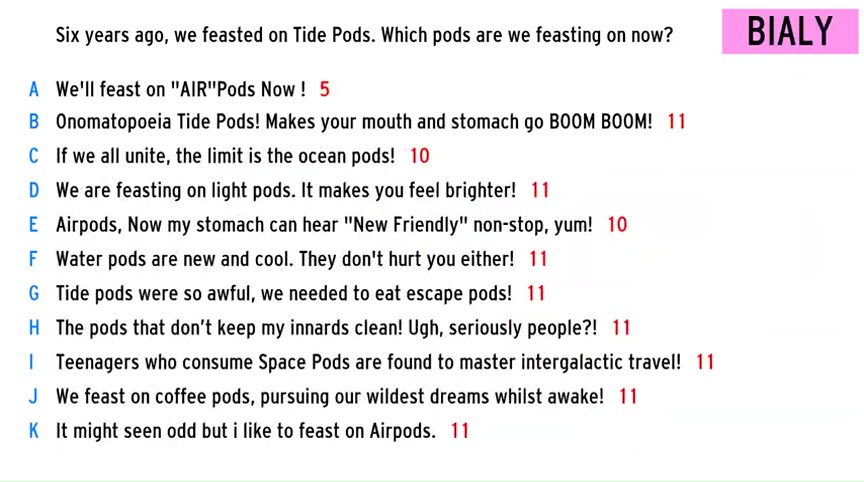 Six years ago, we feasted on Tide Pods. Which pods are we feasting on now?
BIALY
A We'll feast on "AIR"Pods Now ! 5
B Onomatopoeia Tide Pods! Makes your mouth and stomach go BOOM BOOM! 11
C If we all unite, the limit is the ocean pods! 10
D We are feasting on light pods. It makes you feel brighter! 11
E Airpods, Now my stomach can hear "New Friendly" non-stop, yum! 10
F Water pods are new and cool. They don't hurt you either! 11
G Tide pods were so awful, we needed to eat escape pods! 11
H The pods that don’t keep my innards clean! Ugh, seriously people?! 11
I Teenagers who consume Space Pods are found to master intergalactic travel! 11
J We feast on coffee pods, pursuing our wildest dreams whilst awake! 11
K It might seen odd but i like to feast on Airpods. 11